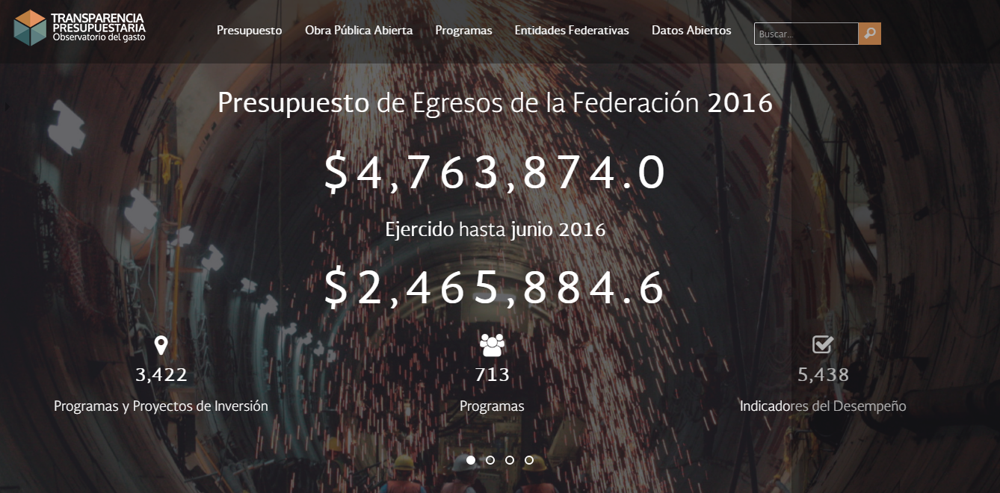 TRANSPARENCIA
PRESUPUESTARIA
Observatorio del gasto
Presupuesto Obra Pública Abierta Programas Entidades Federativas Datos Abiertos Buscar...
Presupuesto de Egresos de la Federación 2016
$4,763,874.0
Ejercido hasta junio 2016
$2,465,884.6
3,422 713 5,438
Programas y Proyectos de Inversión Programas Indicadores del Desempeño